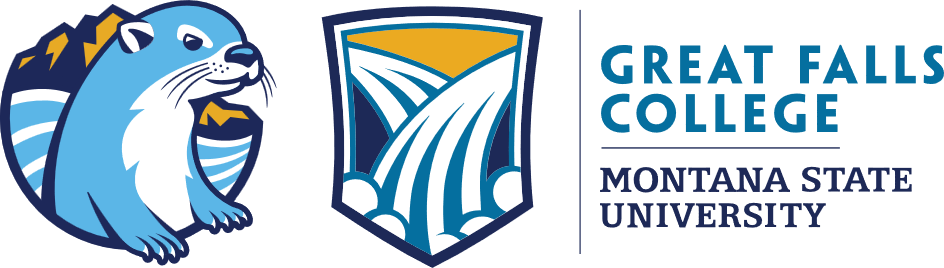 GREAT FALLS
COLLEGE
MONTANA STATE
UNIVERSITY